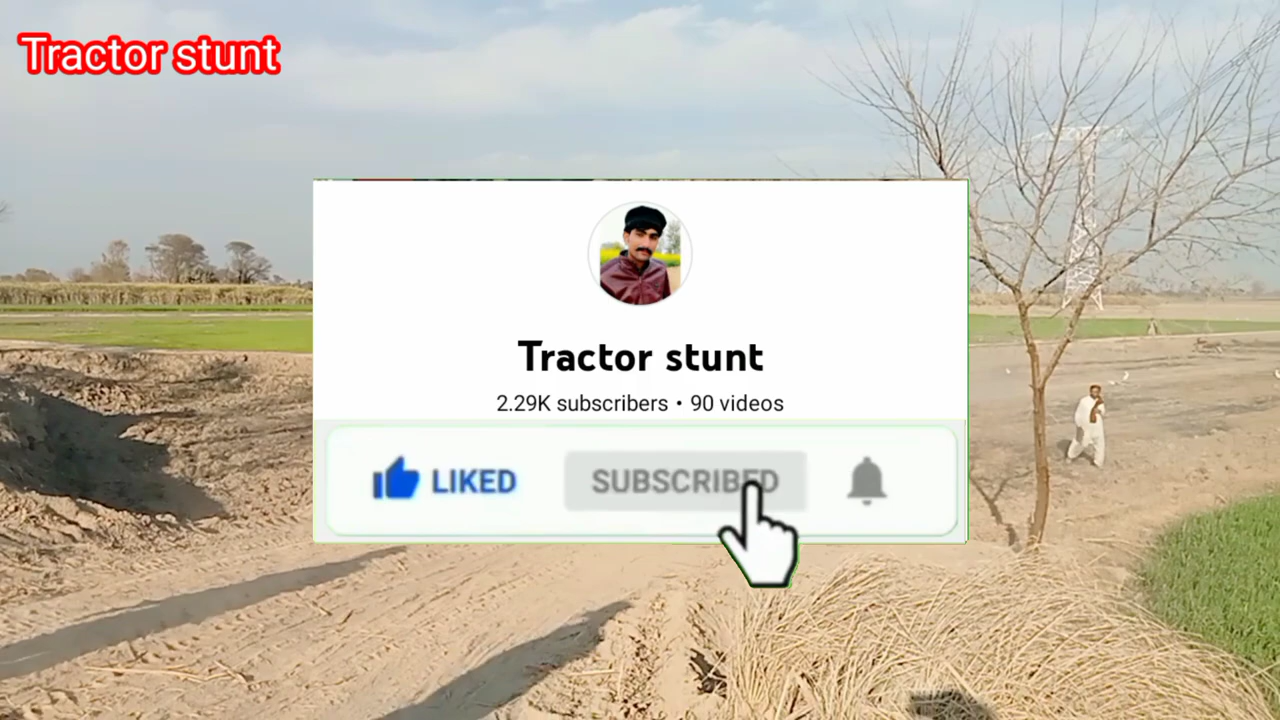 Tractor stunt
Tractor stunt
2.29K subscribers • 90 videos
LIKED
SUBSCRIBED